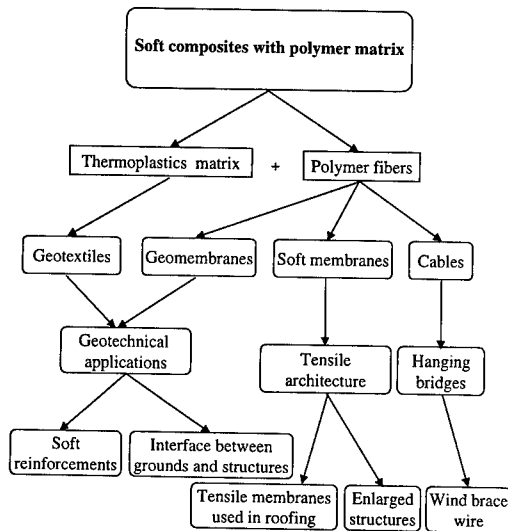 Soft composites with polymer matrix
Thermoplastics matrix + Polymer fibers
Geotextiles
Geomembranes
Soft membranes
Cables
Geotechnical
applications
Tensile
architecture
Hanging
bridges
Soft
reinforcements
Interface between
grounds and structures
Tensile membranes
used in roofing
Enlarged
structures
Wind brace
wire